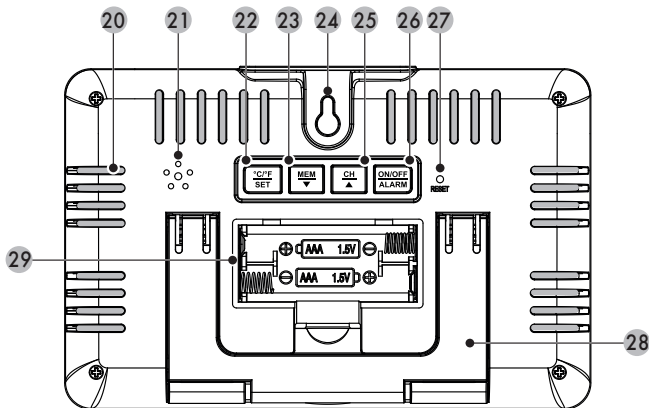 20 21 22 23 24 25 26 27
°C/°F SET MEM ▼ CH ▲ ON/OFF ALARM RESET
AAA 1.5V
29
AAA 1.5V
28